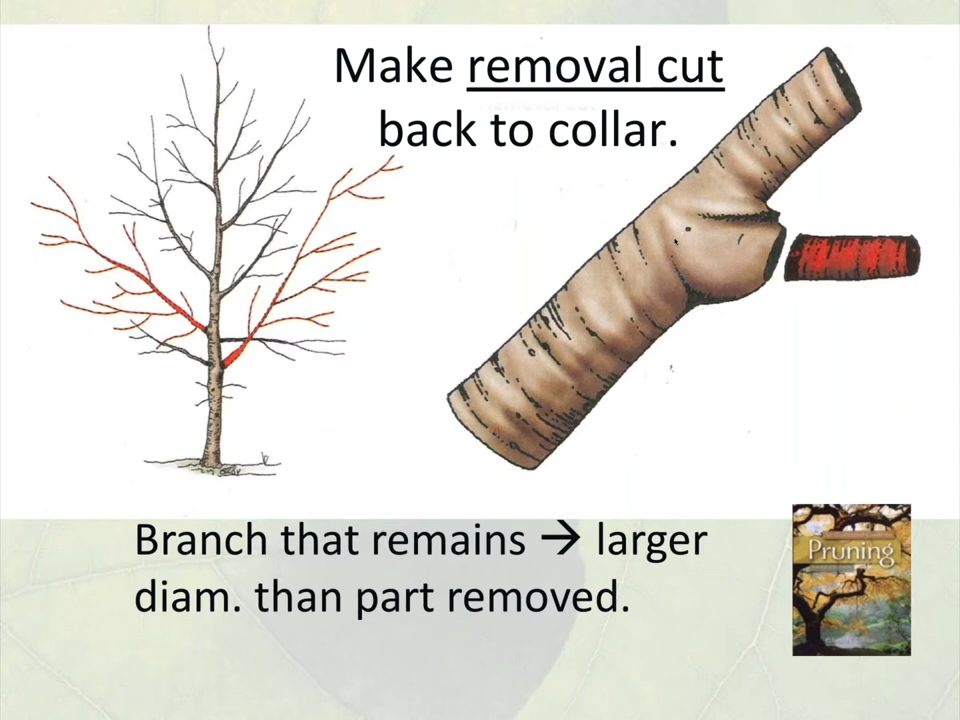 Make removal cut
back to collar.
Branch that remains → larger
diam. than part removed.
Pruning